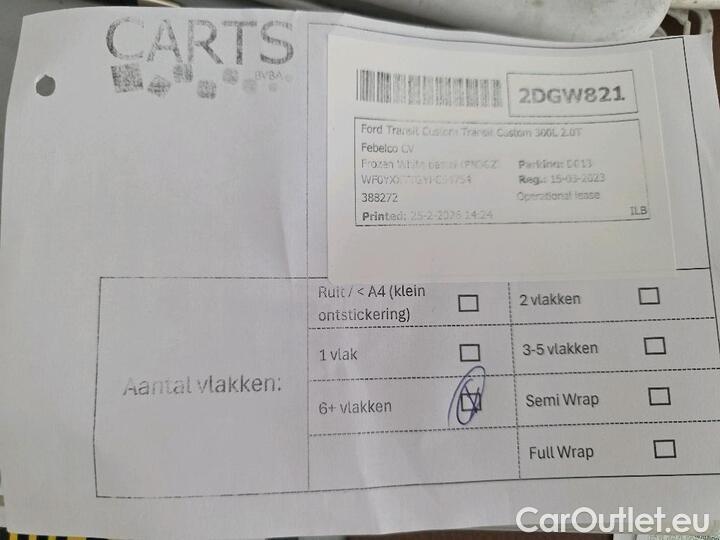 CARTS
BVBA
2DGW821
Ford Transit Custom Transit Custom 300L 2.0T
Febelco CV
Frozen White
Parking: D013
Reg.: 15-03-2023
388272
Operational lease
Printed: 25-2-2026 14:24
ILB
Ruit / < A4 (klein ontstickering)
2 vlakken
1 vlak
3-5 vlakken
Aantal vlakken:
6+ vlakken
Semi Wrap
Full Wrap
CarOutlet.eu